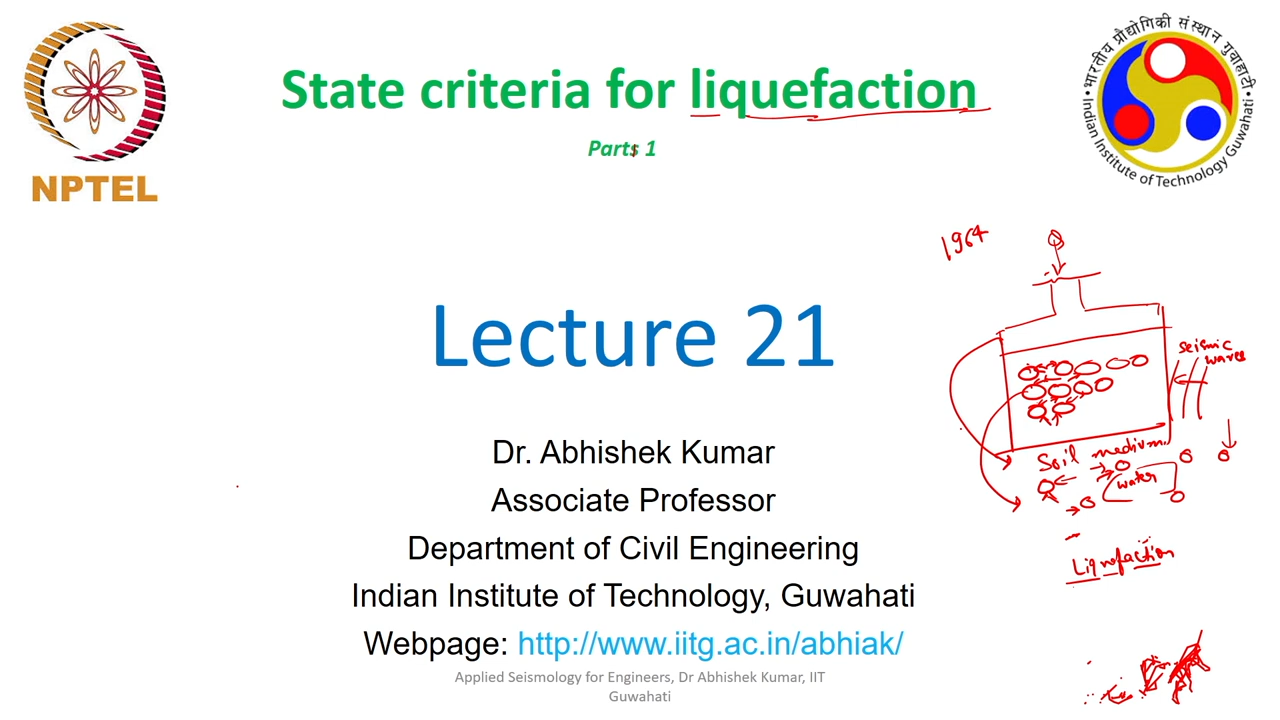 State criteria for liquefaction
Parts 1
NPTEL
भारतीय प्रौद्योगिकी संस्थान गुवाहाटी
Indian Institute of Technology Guwahati
1964
seismic
waves
Lecture 21
Soil medium
water
Liquefaction
Dr. Abhishek Kumar
Associate Professor
Department of Civil Engineering
Indian Institute of Technology, Guwahati
Webpage: http://www.iitg.ac.in/abhiak/
Applied Seismology for Engineers, Dr Abhishek Kumar, IIT
Guwahati